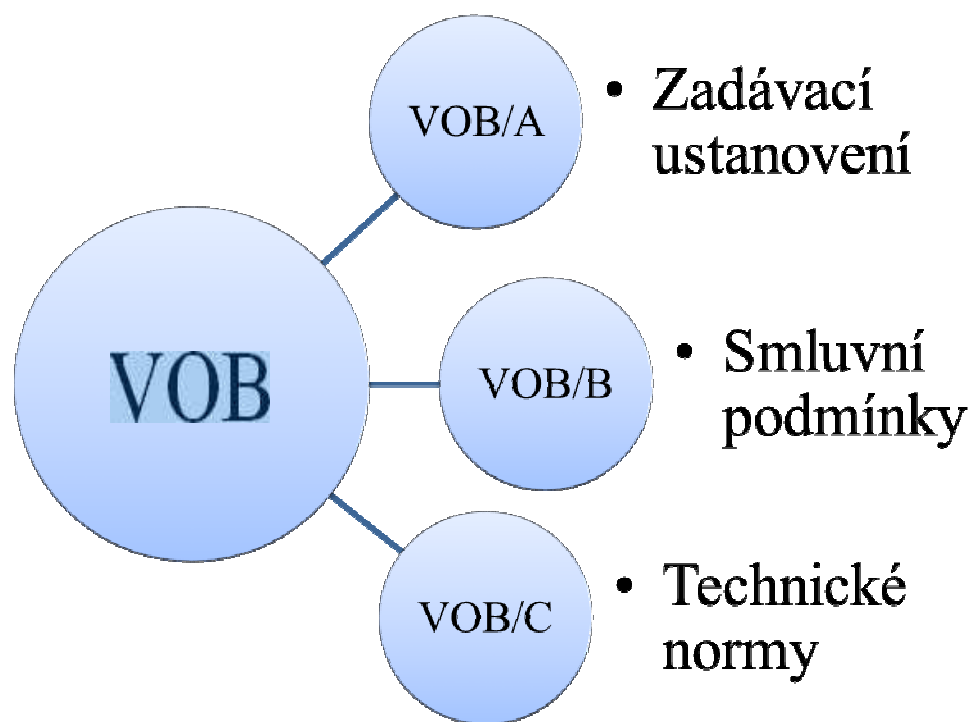 VOB
VOB/A
• Zadávací
ustanovení
VOB/B
• Smluvní
podmínky
VOB/C
• Technické
normy